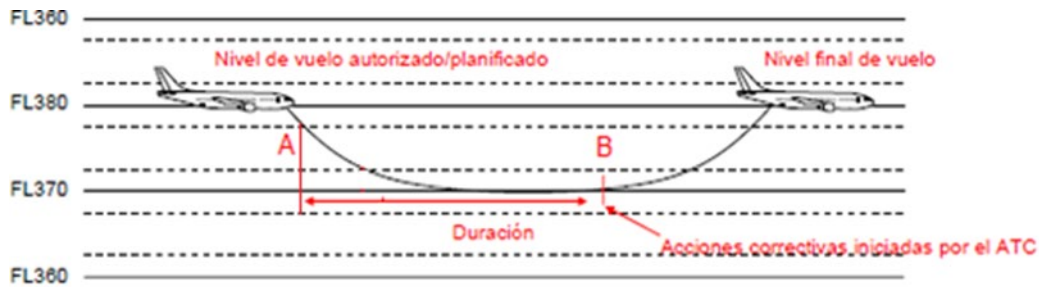 FL360
Nivel de vuelo autorizado/planificado
Nivel final de vuelo
FL380
A
B
FL370
Duración
Acciones correctivas iniciadas por el ATC
FL360